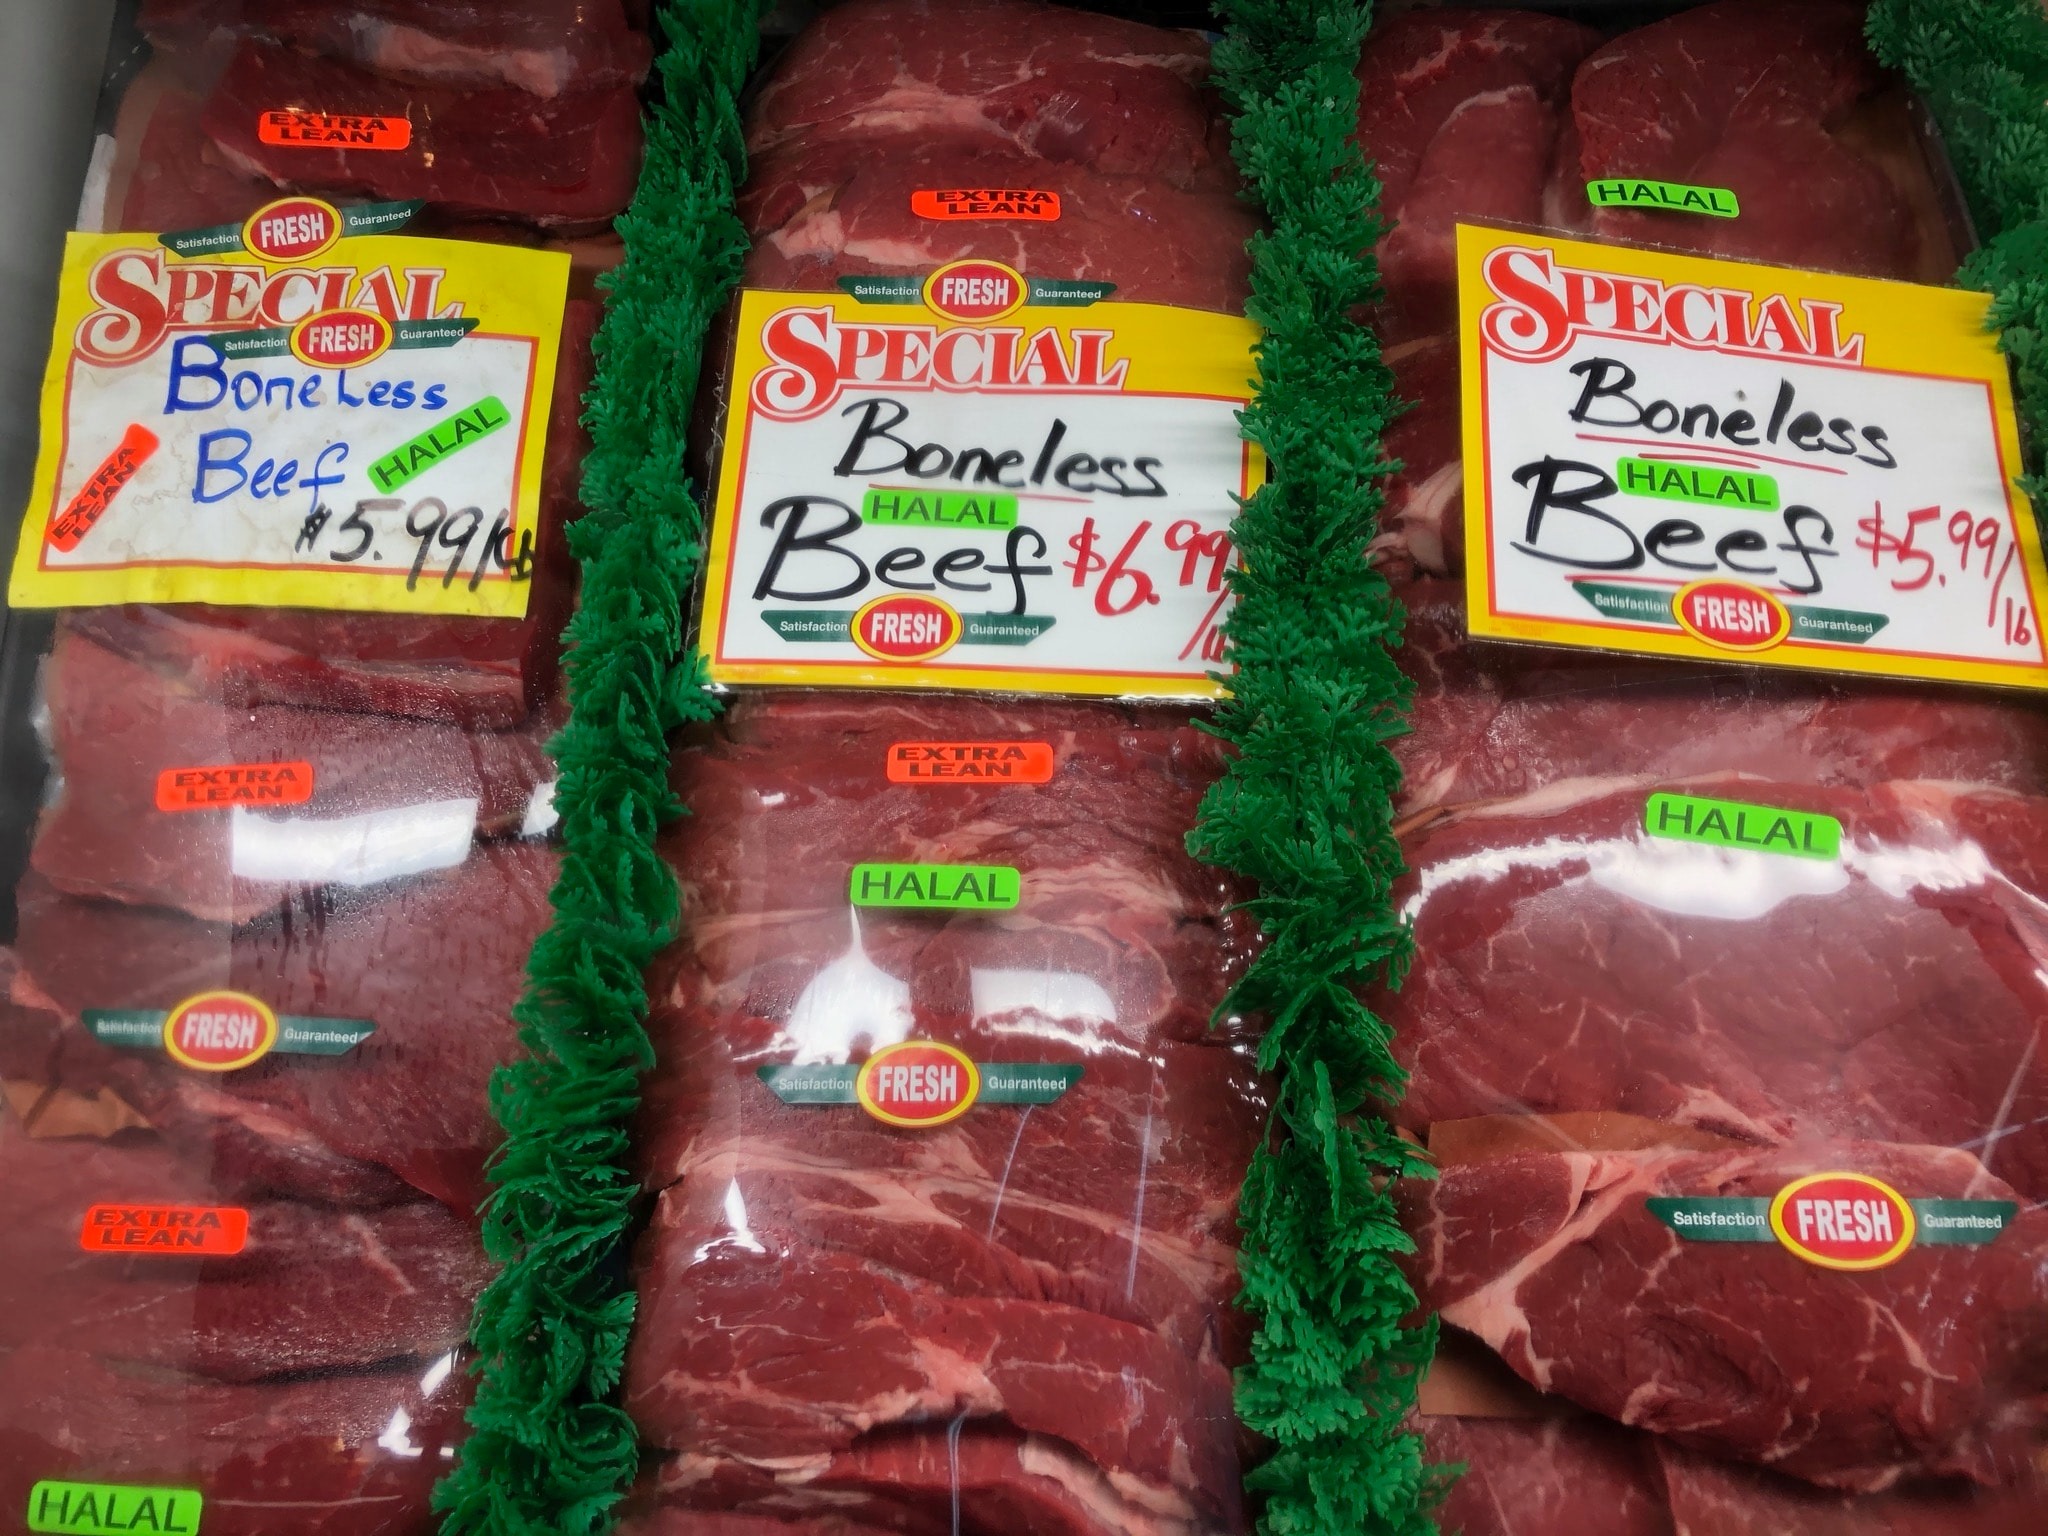 EXTRA
LEAN
Satisfaction FRESH Guaranteed
SPECIAL
Satisfaction FRESH Guaranteed
Boneless
Beef
HALAL
EXTRA
LEAN
$5.99/lb
EXTRA
LEAN
Satisfaction FRESH Guaranteed
EXTRA
LEAN
HALAL
EXTRA
LEAN
Satisfaction FRESH Guaranteed
SPECIAL
Boneless
HALAL
Beef $6.99
/lb
Satisfaction FRESH Guaranteed
EXTRA
LEAN
HALAL
Satisfaction FRESH Guaranteed
HALAL
SPECIAL
Boneless
HALAL
Beef $5.99/
lb
Satisfaction FRESH Guaranteed
HALAL
Satisfaction FRESH Guaranteed